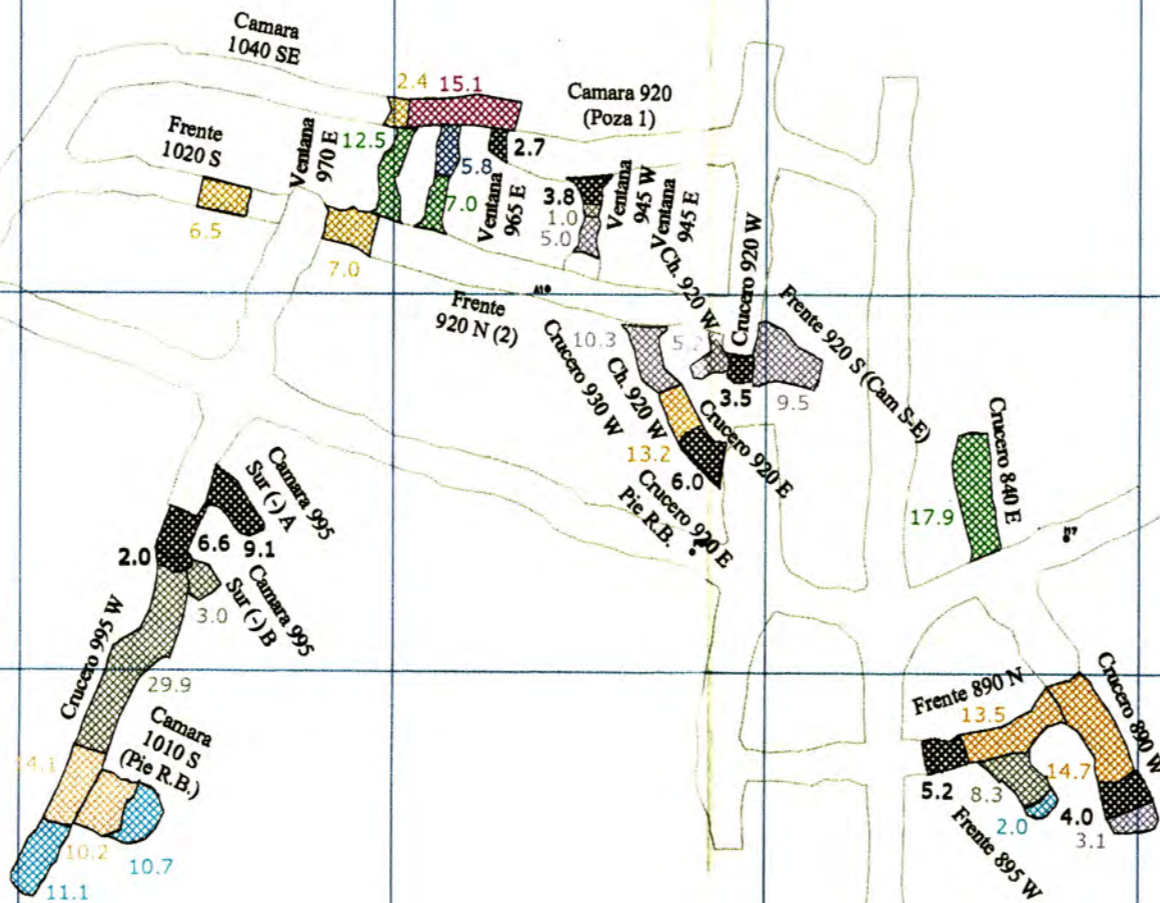 Camara
1040 SE
2.4
15.1
Camara 920
(Poza 1)
Frente
1020 S
Ventana
970 E
12.5
5.8
2.7
7.0
Ventana
965 E
3.8
1.0
5.0
Ventana
945 W
Ventana
945 E
6.5
7.0
Frente
920 N (2)
Crucero 920 W
Ch. 920 W
Frente 920 S (Cam S-E)
10.3
Crucero 930 W
Ch. 920 W
3.5
9.5
13.2
6.0
Crucero 920 E
Crucero 920 E
Pie R.B.
Crucero 840 E
17.9
Camara 995
Sur (-) A
2.0
6.6
9.1
Camara 995
Sur (-) B
3.0
Crucero 995 W
29.9
Camara
1010 S
(Pie R.B.)
14.1
10.2
10.7
11.1
Frente 890 N
13.5
Crucero 890 W
5.2
8.3
14.7
2.0
4.0
3.1
Frente 895 W